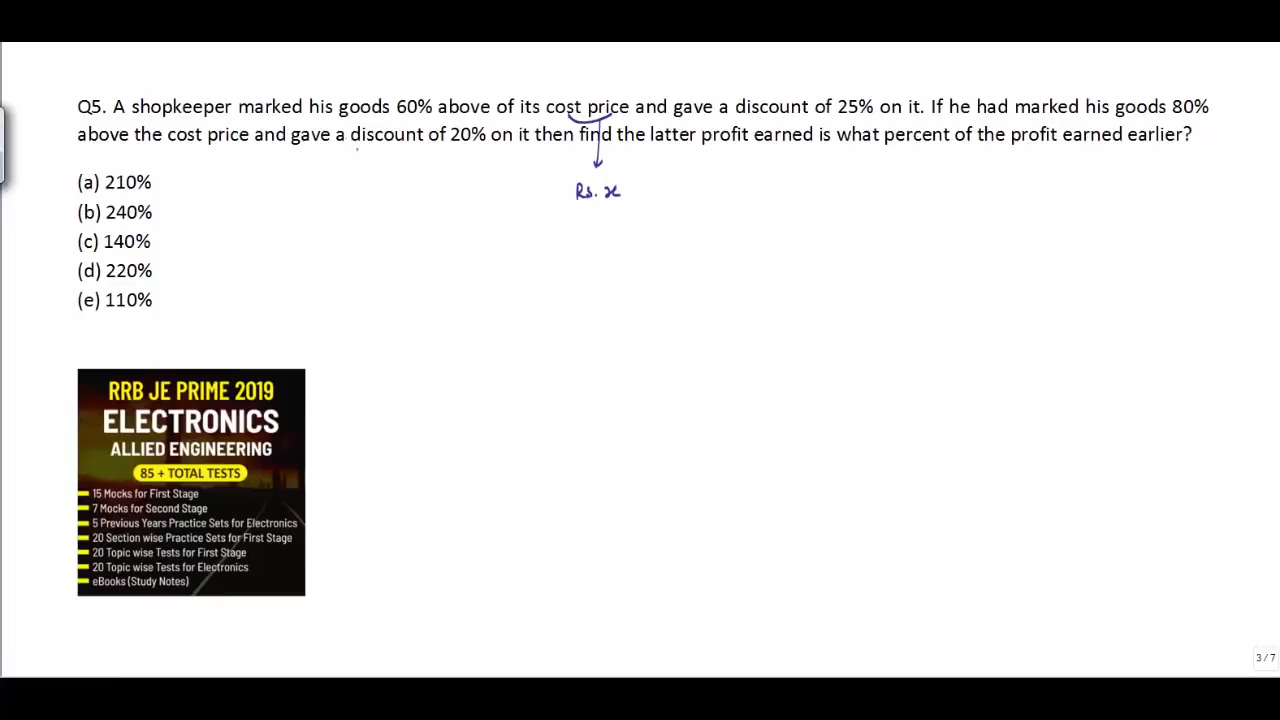 Q5. A shopkeeper marked his goods 60% above of its cost price and gave a discount of 25% on it. If he had marked his goods 80%
above the cost price and gave a discount of 20% on it then find the latter profit earned is what percent of the profit earned earlier?
Rs. x
(a) 210%
(b) 240%
(c) 140%
(d) 220%
(e) 110%
RRB JE PRIME 2019
ELECTRONICS
ALLIED ENGINEERING
85 + TOTAL TESTS
15 Mocks for First Stage
7 Mocks for Second Stage
5 Previous Years Practice Sets for Electronics
20 Section wise Practice Sets for First Stage
20 Topic wise Tests for First Stage
20 Topic wise Tests for Electronics
eBooks (Study Notes)
3/7